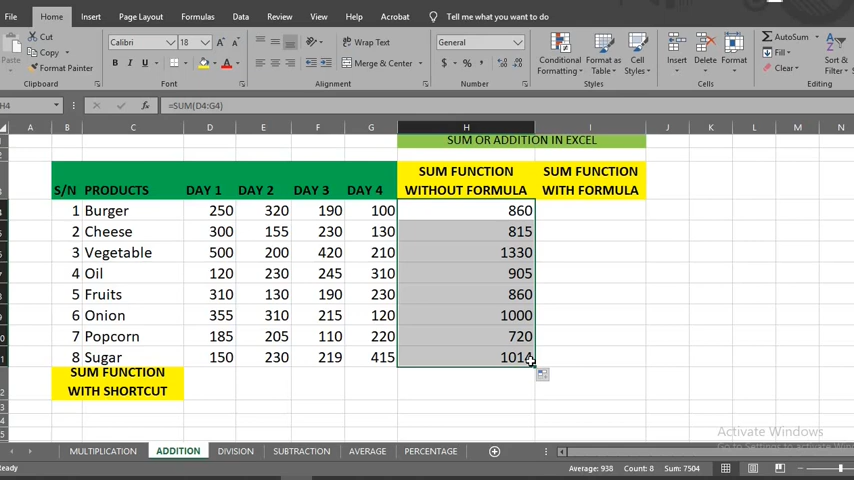 File Home Insert Page Layout Formulas Data Review View Help Acrobat Tell me what you want to do
Cut
Copy
Format Painter
Clipboard
Calibri 18
B I U
Font
Wrap Text
Merge & Center
Alignment
General
$ % ,
Number
Conditional Formatting
Format as Table
Cell Styles
Styles
Insert Delete Format
Cells
AutoSum
Fill
Clear
Sort & Filter
Editing
H4 fx =SUM(D4:G4)
A B C D E F G H I J K L M N
SUM OR ADDITION IN EXCEL
S/N PRODUCTS DAY 1 DAY 2 DAY 3 DAY 4 SUM FUNCTION WITHOUT FORMULA SUM FUNCTION WITH FORMULA
1 Burger 250 320 190 100 860
2 Cheese 300 155 230 130 815
3 Vegetable 500 200 420 210 1330
4 Oil 120 230 245 310 905
5 Fruits 310 130 190 230 860
6 Onion 355 310 215 120 1000
7 Popcorn 185 205 110 220 720
8 Sugar 150 230 219 415 1014
SUM FUNCTION
WITH SHORTCUT
Activate Windows
Go to Settings to activate Windows
MULTIPLICATION ADDITION DIVISION SUBTRACTION AVERAGE PERCENTAGE
Ready Average: 938 Count: 8 Sum: 7504